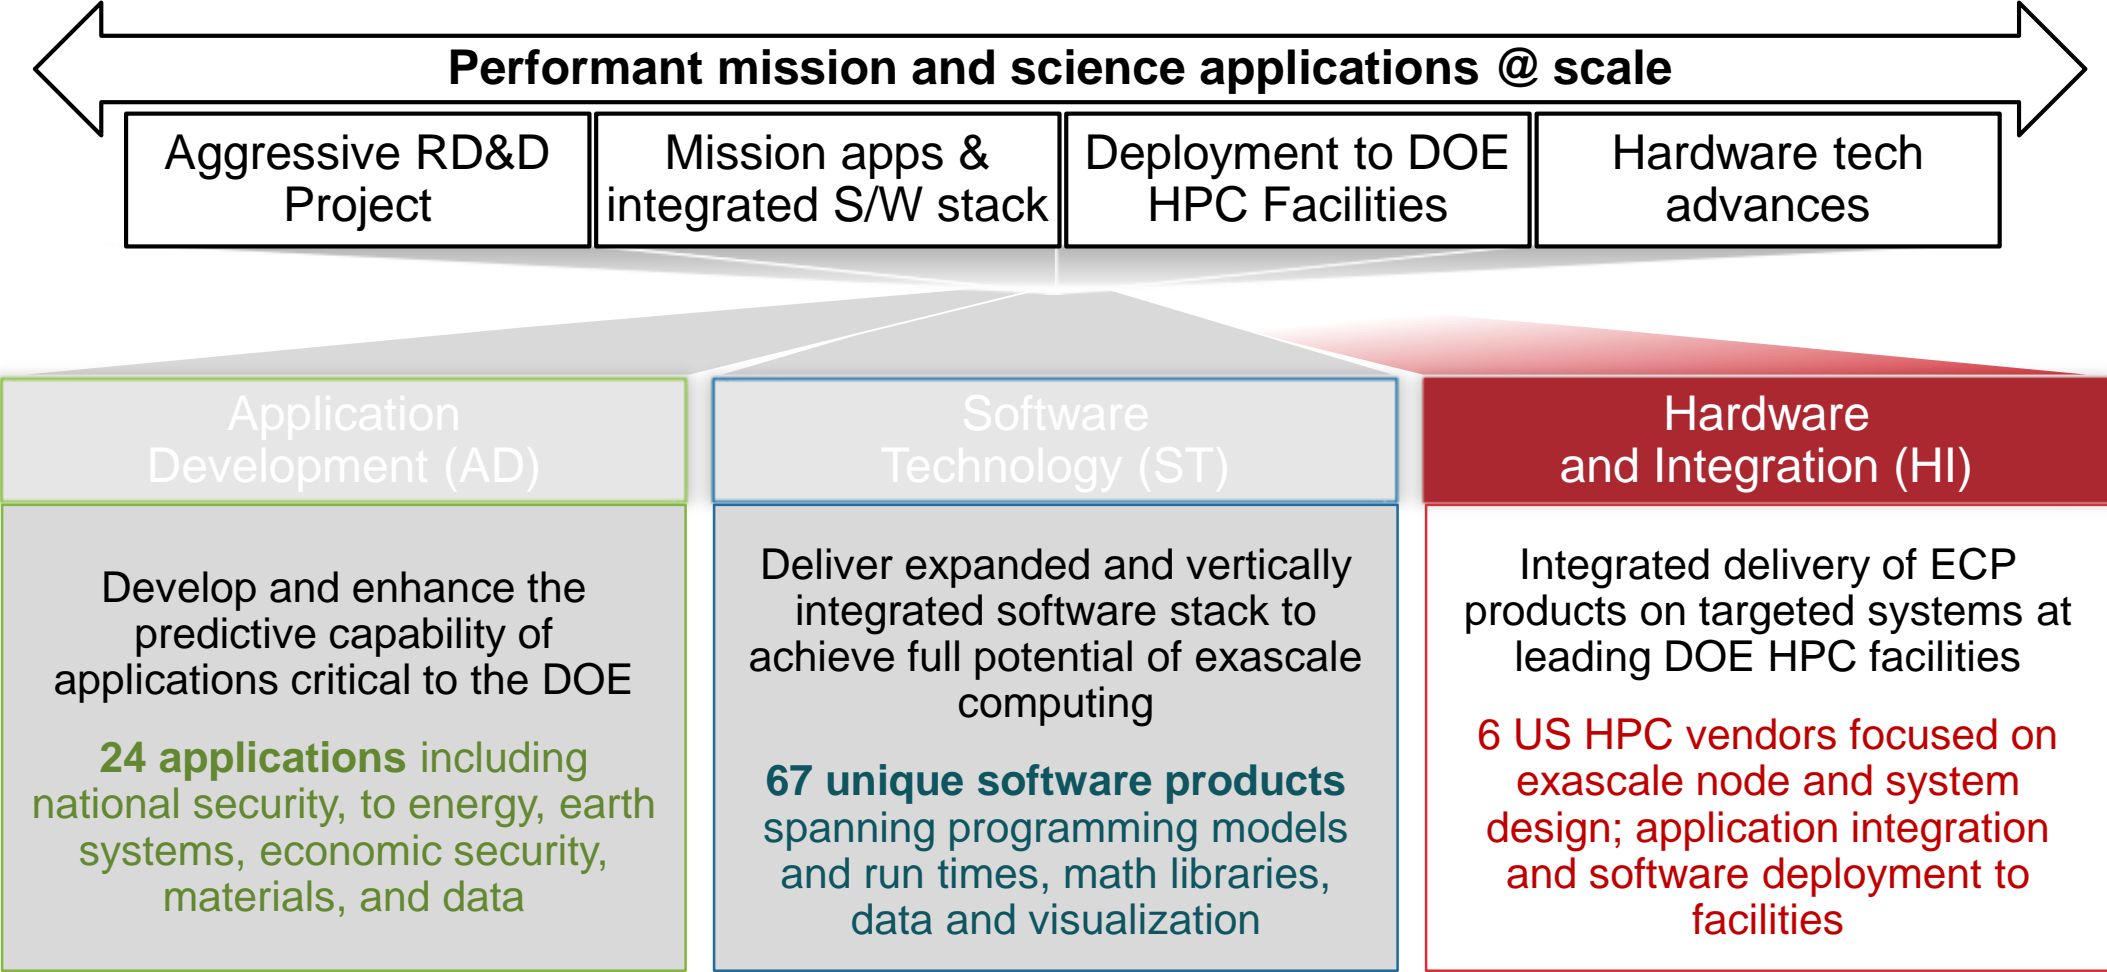 Performant mission and science applications @ scale
Aggressive RD&D
Project
Mission apps &
integrated S/W stack
Deployment to DOE
HPC Facilities
Hardware tech
advances
Application
Development (AD)
Develop and enhance the
predictive capability of
applications critical to the DOE
24 applications including
national security, to energy, earth
systems, economic security,
materials, and data
Software
Technology (ST)
Deliver expanded and vertically
integrated software stack to
achieve full potential of exascale
computing
67 unique software products
spanning programming models
and run times, math libraries,
data and visualization
Hardware
and Integration (HI)
Integrated delivery of ECP
products on targeted systems at
leading DOE HPC facilities
6 US HPC vendors focused on
exascale node and system
design; application integration
and software deployment to
facilities